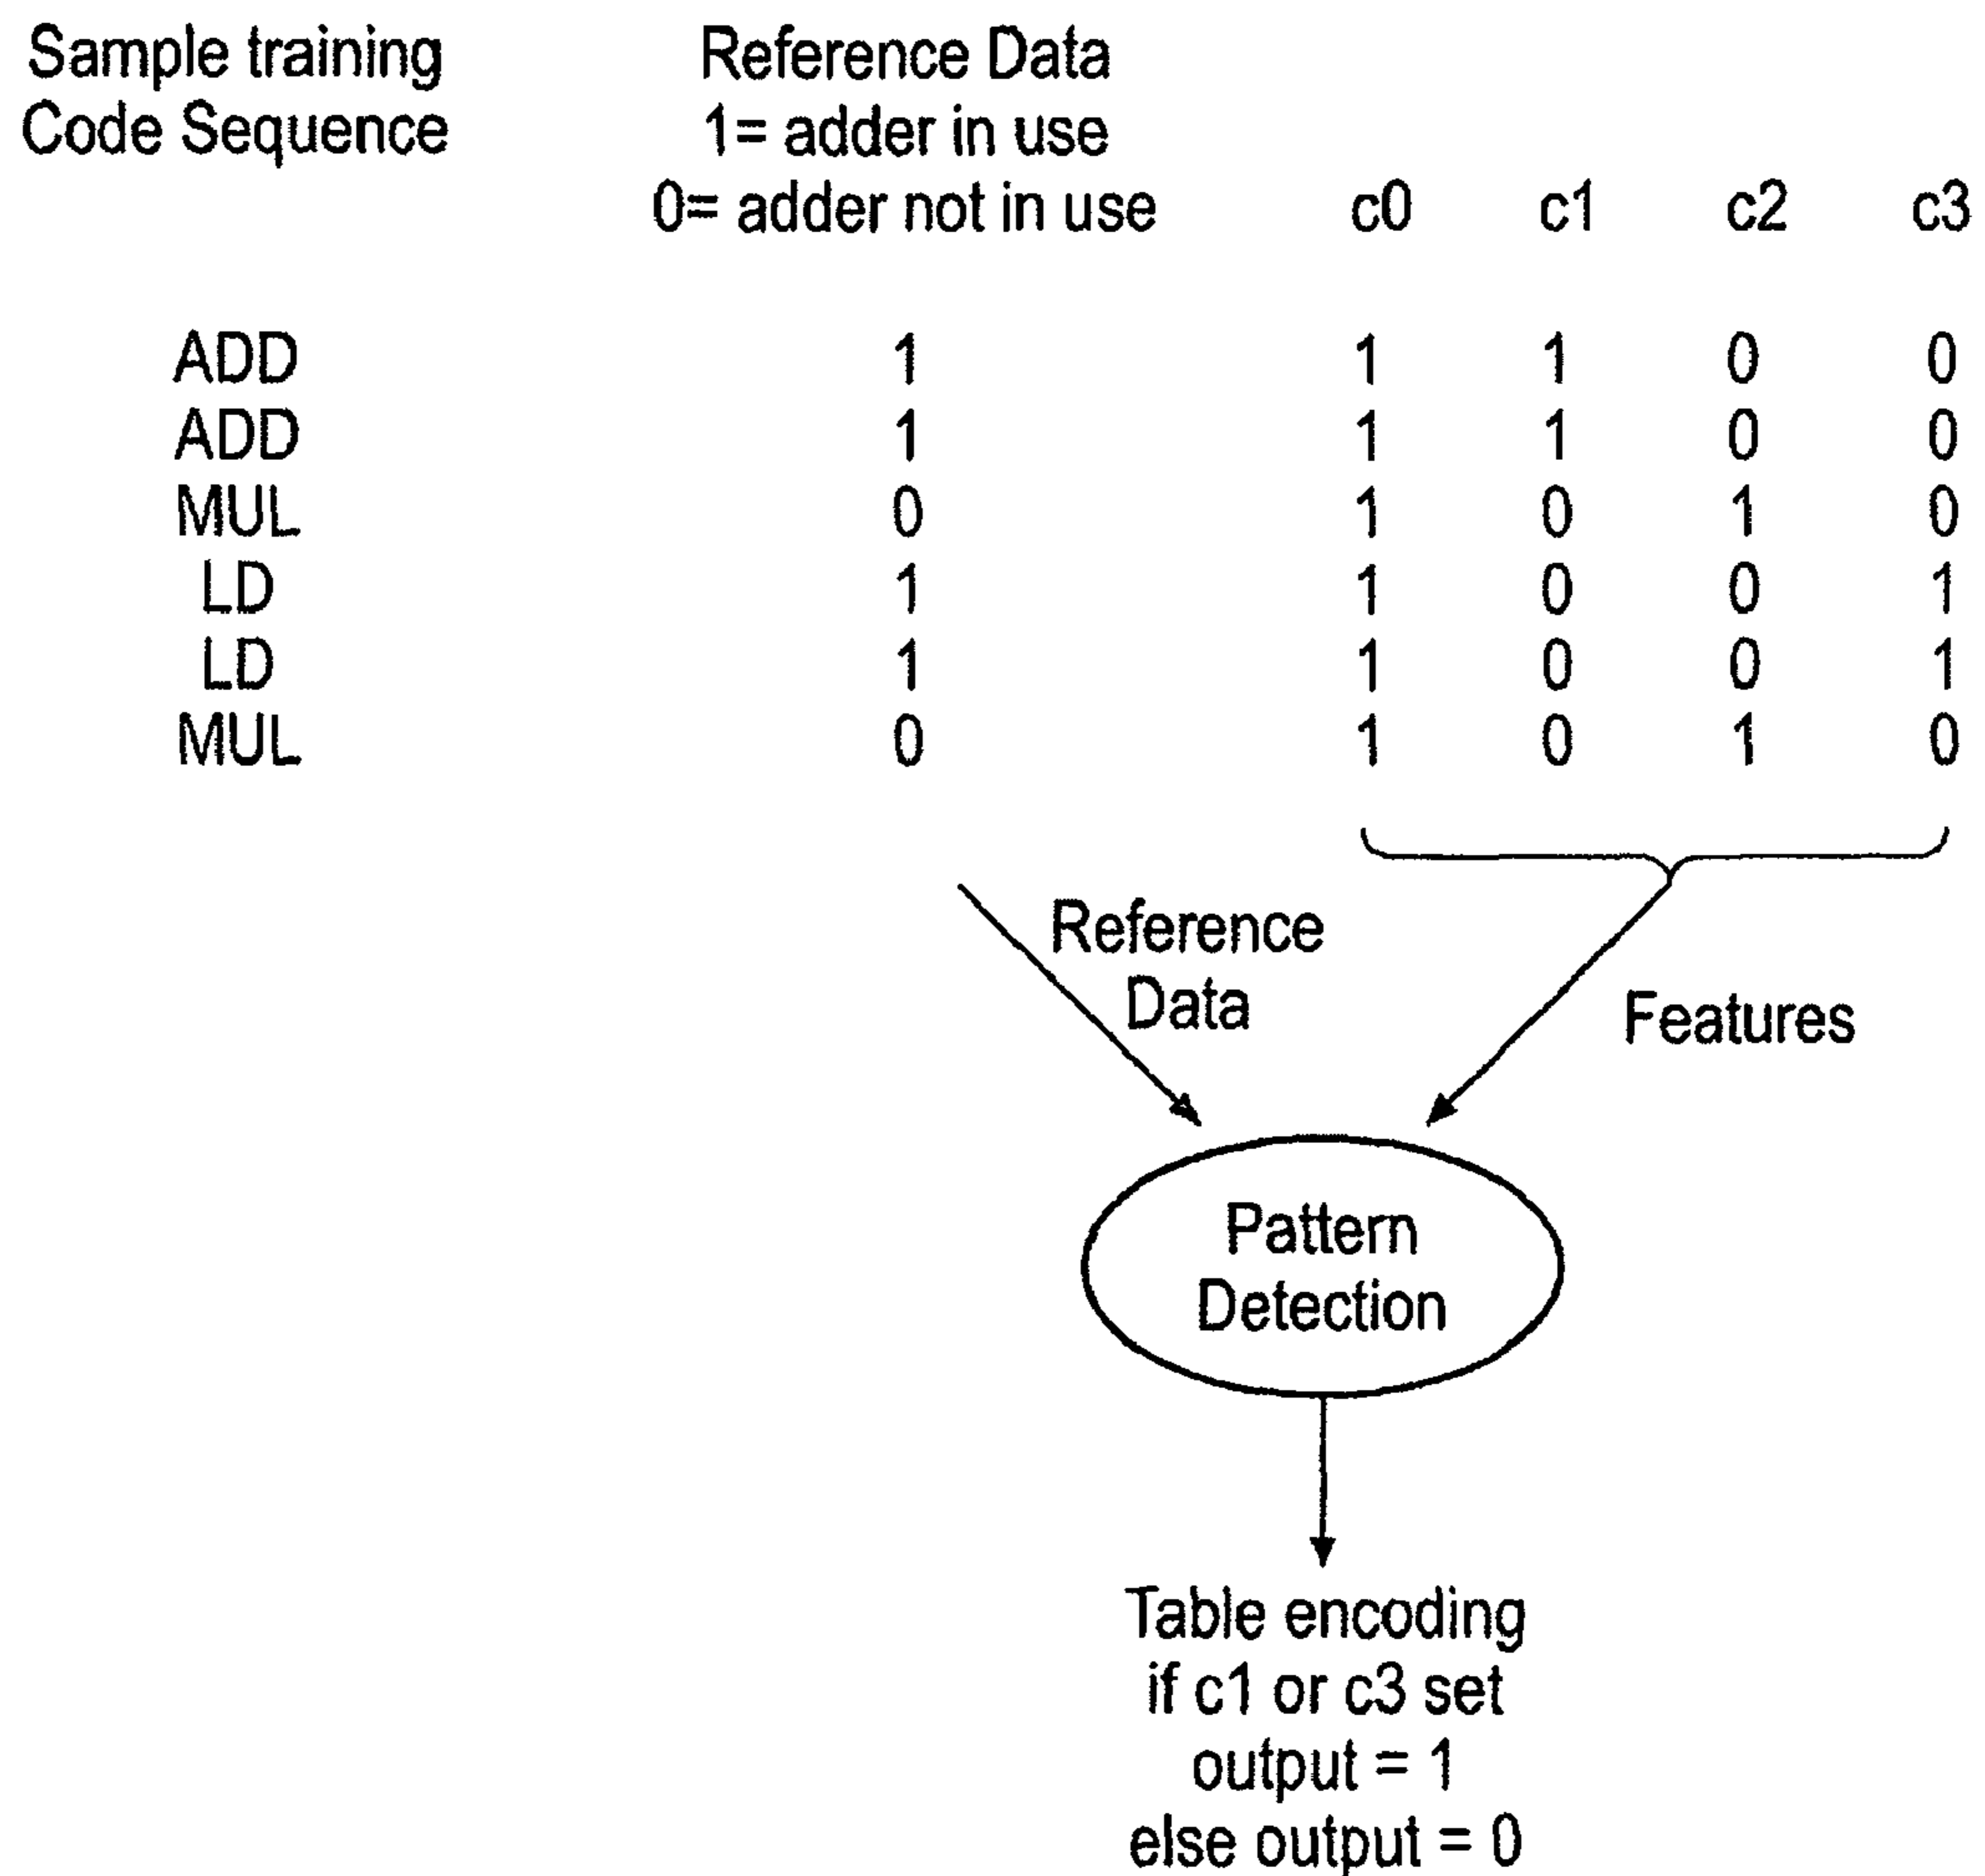 Sample training
Code Sequence
Reference Data
1= adder in use
0= adder not in use
c0 c1 c2 c3
ADD 1 1 1 0 0
ADD 1 1 1 0 0
MUL 0 1 0 1 0
LD 1 1 0 0 1
LD 1 1 0 0 1
MUL 0 1 0 1 0
Reference
Data
Features
Pattern
Detection
Table encoding
if c1 or c3 set
output = 1
else output = 0